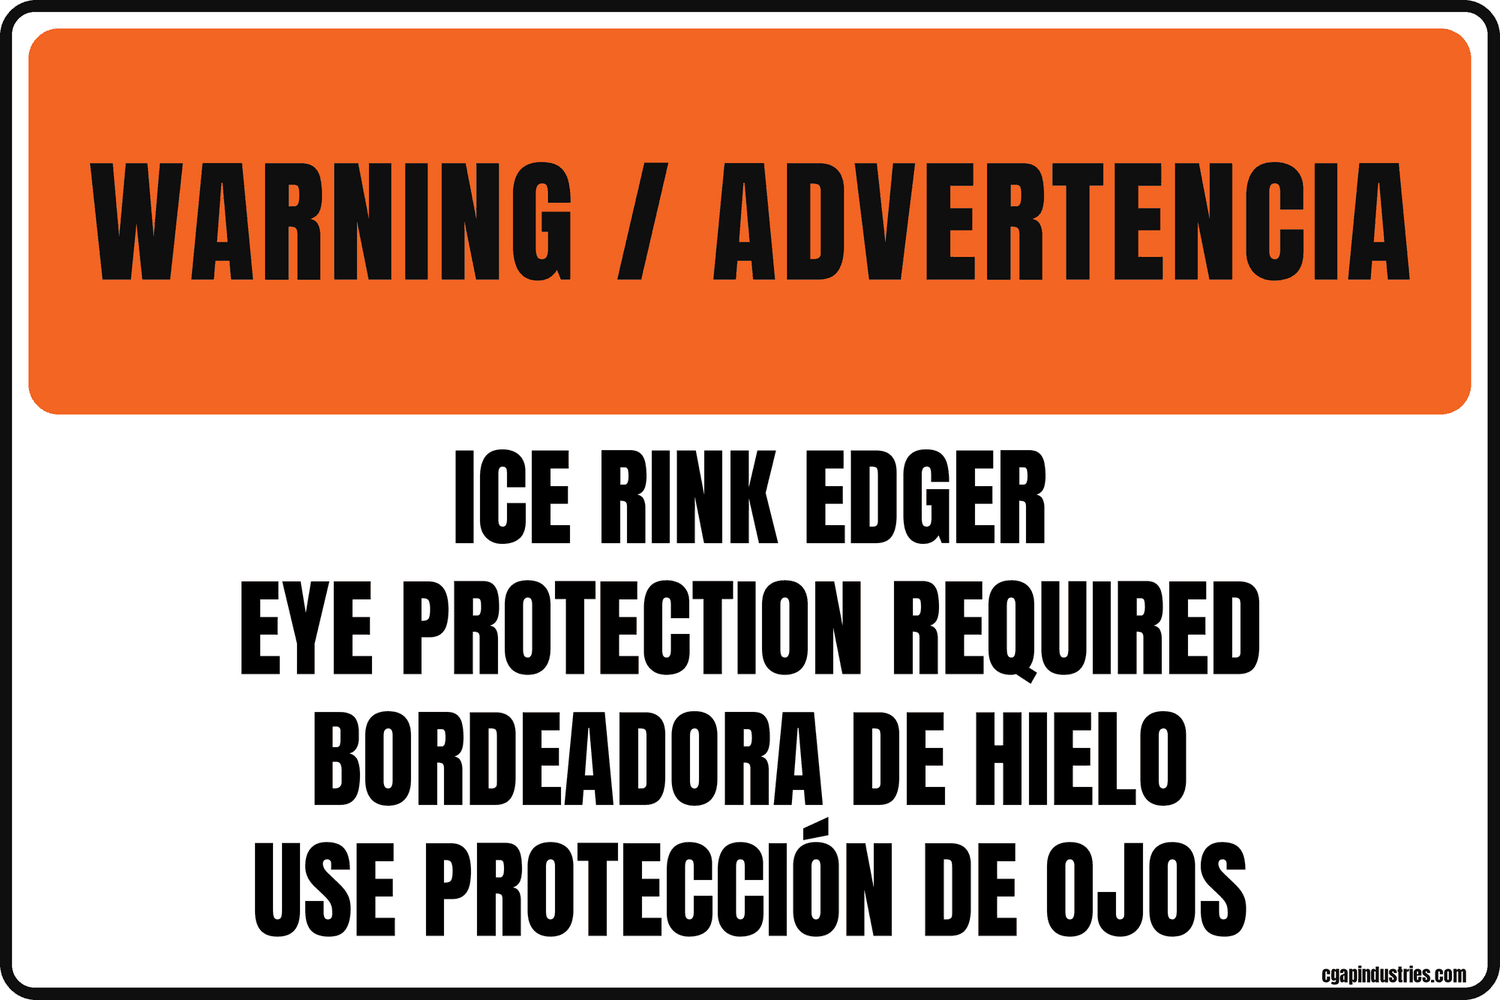 WARNING / ADVERTENCIA
ICE RINK EDGER
EYE PROTECTION REQUIRED
BORDEADORA DE HIELO
USE PROTECCIÓN DE OJOS
cgapindustries.com